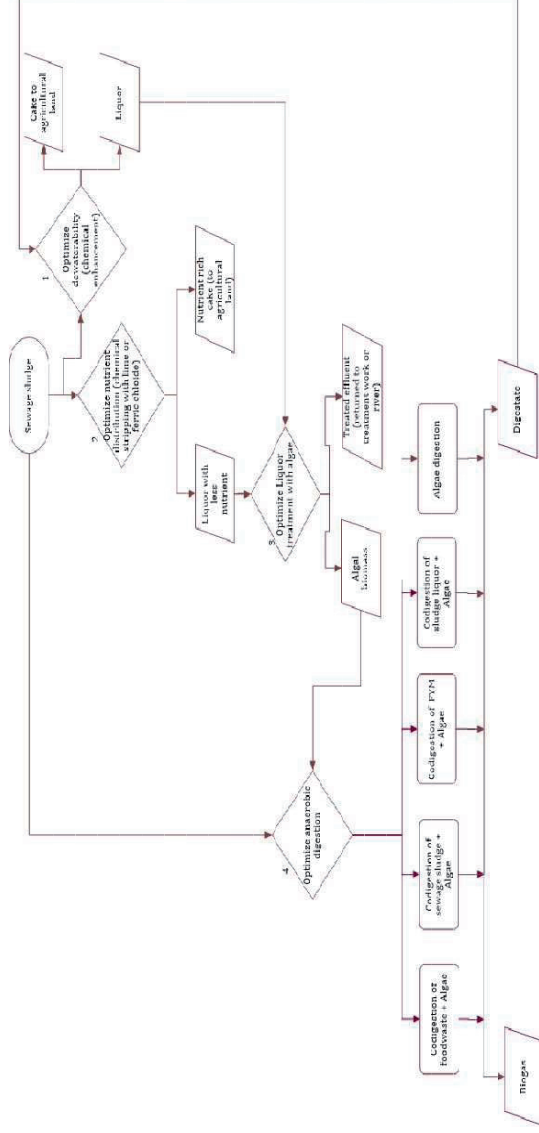 Sewage sludge
1
Optimize
dewaterability
(chemical
enhancement)
Cake to
agricultural
land
Liquor
2
Optimize nutrient
distribution (chemical
stripping with lime or
ferric chloide)
Nutrient rich
cake (to
agricultural
land)
Liquor with
less
nutrient
3
Optimize Liquor
treatment with algae
Treated effluent
(returned to
treatment work or
river)
Algal
biomass
4
Optimize anaerobic
digestion
Codigestion of
foodwaste + Algae
Codigestion of
sewage sludge +
Algae
Codigestion of FYM
+ Algae
Codigestion of
sludge liquor +
Algae
Algae digestion
Biogas
Digestate